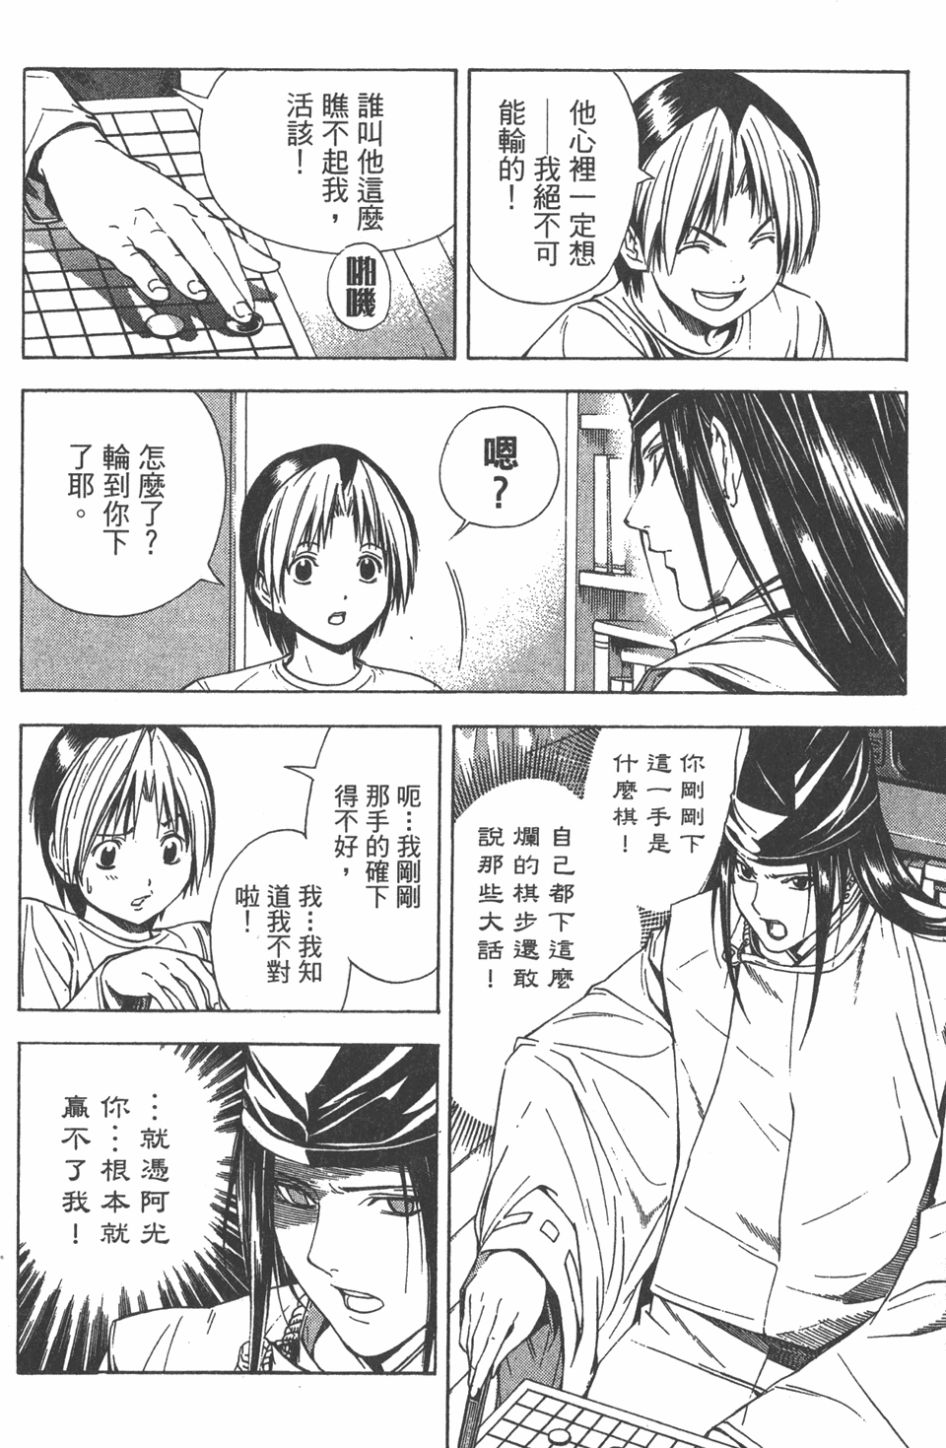 他心裡一定想
——我絕不可
能輸的！
誰叫他這麼
瞧不起我，
活該！
啪嘰
嗯？
怎麼了？
輪到你下
了耶。
你剛剛下
這一手是
什麼棋！
自己都下這麼
爛的棋步還敢
說那些大話！
呃…我剛剛
那手的確下
得不好，
我…我知
道我不對
啦！
…就憑阿光
你…根本就
贏不了我！